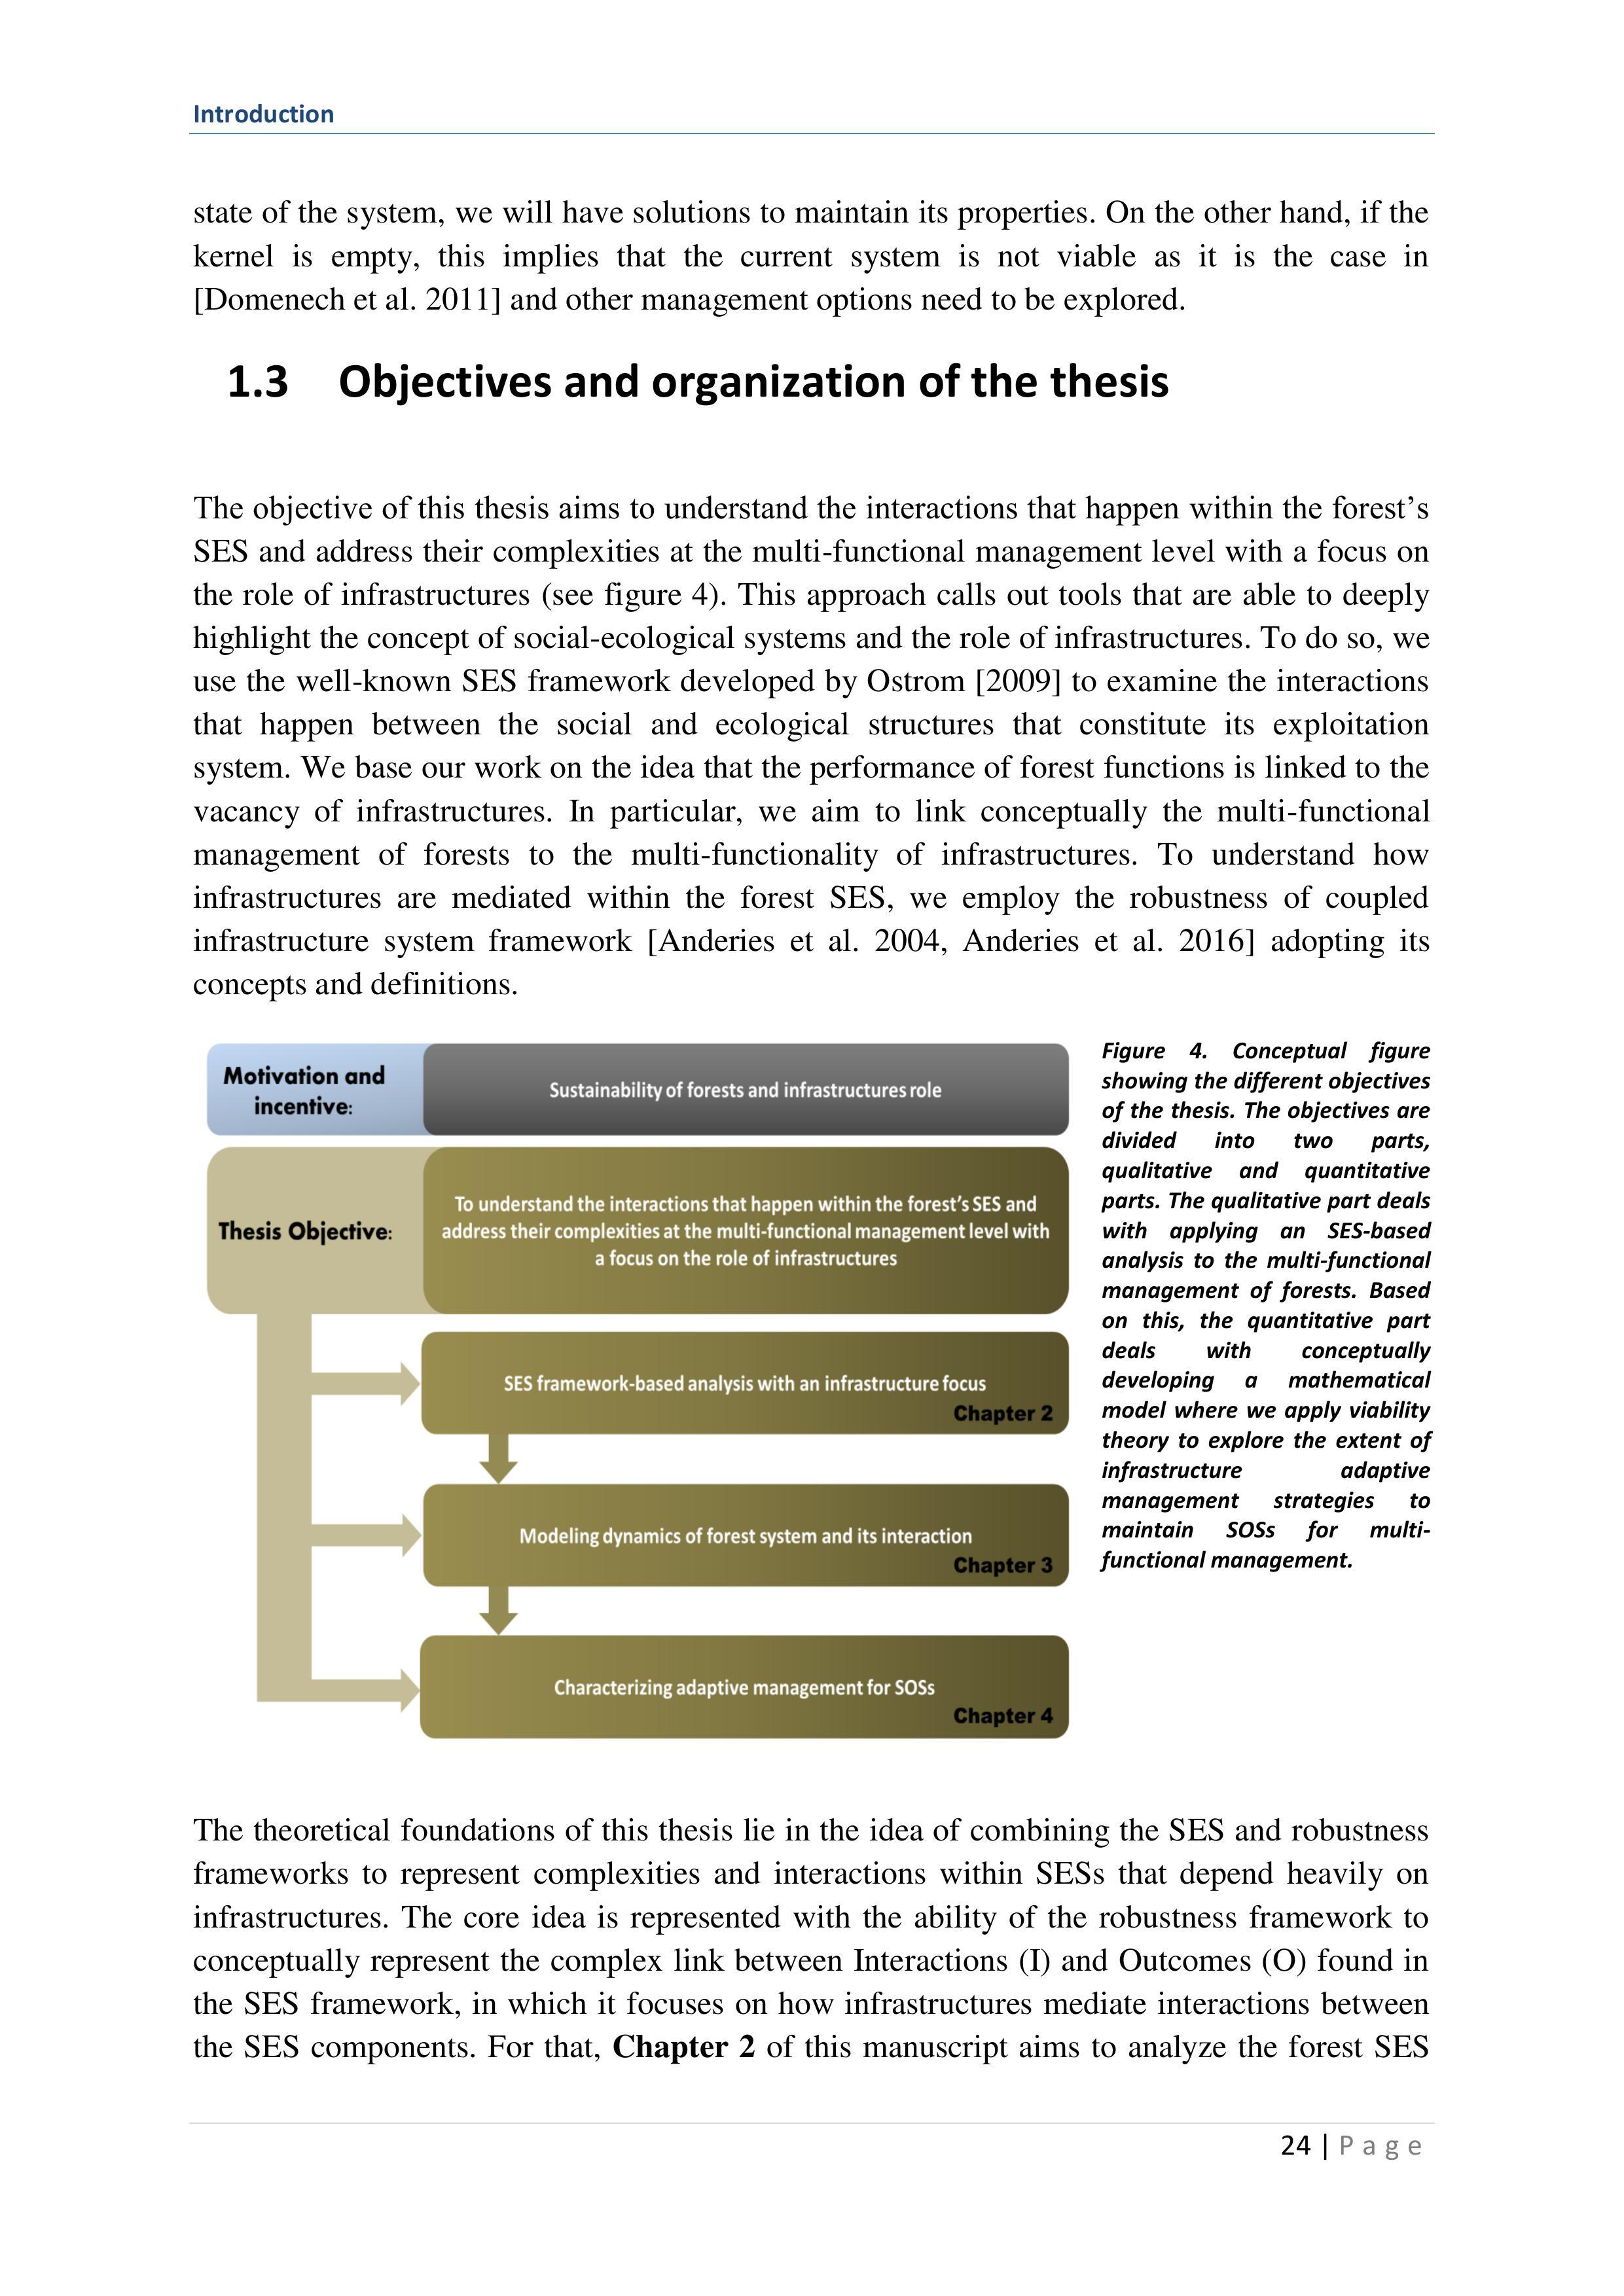 Introduction
state of the system, we will have solutions to maintain its properties. On the other hand, if the
kernel is empty, this implies that the current system is not viable as it is the case in
[Domenech et al. 2011] and other management options need to be explored.
1.3 Objectives and organization of the thesis
The objective of this thesis aims to understand the interactions that happen within the forest’s
SES and address their complexities at the multi-functional management level with a focus on
the role of infrastructures (see figure 4). This approach calls out tools that are able to deeply
highlight the concept of social-ecological systems and the role of infrastructures. To do so, we
use the well-known SES framework developed by Ostrom [2009] to examine the interactions
that happen between the social and ecological structures that constitute its exploitation
system. We base our work on the idea that the performance of forest functions is linked to the
vacancy of infrastructures. In particular, we aim to link conceptually the multi-functional
management of forests to the multi-functionality of infrastructures. To understand how
infrastructures are mediated within the forest SES, we employ the robustness of coupled
infrastructure system framework [Anderies et al. 2004, Anderies et al. 2016] adopting its
concepts and definitions.
Motivation and
incentive:
Sustainability of forests and infrastructures role
Thesis Objective:
To understand the interactions that happen within the forest’s SES and
address their complexities at the multi-functional management level with
a focus on the role of infrastructures
SES framework-based analysis with an infrastructure focus
Chapter 2
Modeling dynamics of forest system and its interaction
Chapter 3
Characterizing adaptive management for SOSs
Chapter 4
Figure 4. Conceptual figure
showing the different objectives
of the thesis. The objectives are
divided into two parts,
qualitative and quantitative
parts. The qualitative part deals
with applying an SES-based
analysis to the multi-functional
management of forests. Based
on this, the quantitative part
deals with conceptually
developing a mathematical
model where we apply viability
theory to explore the extent of
infrastructure adaptive
management strategies to
maintain SOSs for multi-
functional management.
The theoretical foundations of this thesis lie in the idea of combining the SES and robustness
frameworks to represent complexities and interactions within SESs that depend heavily on
infrastructures. The core idea is represented with the ability of the robustness framework to
conceptually represent the complex link between Interactions (I) and Outcomes (O) found in
the SES framework, in which it focuses on how infrastructures mediate interactions between
the SES components. For that, Chapter 2 of this manuscript aims to analyze the forest SES
24 | Page